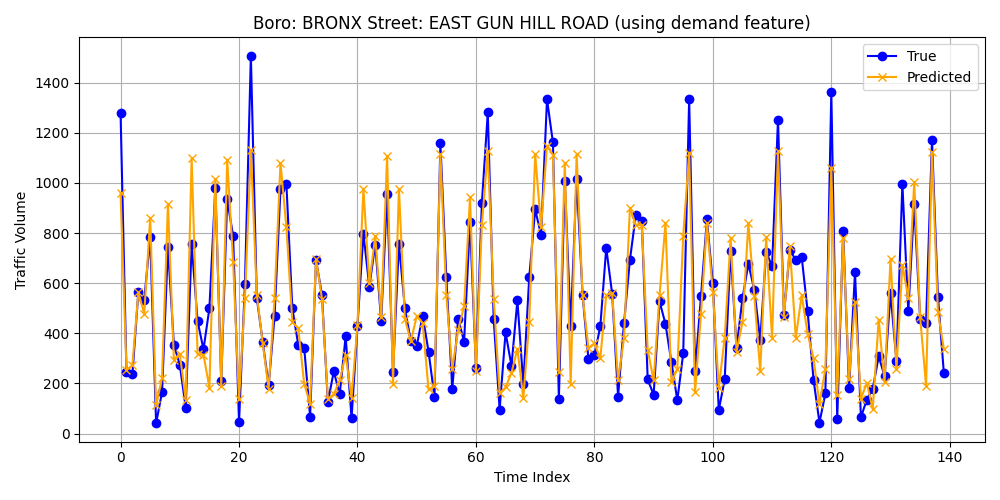 Boro: BRONX Street: EAST GUN HILL ROAD (using demand feature)
True
Predicted
Traffic Volume
1400
1200
1000
800
600
400
200
0
0 20 40 60 80 100 120 140
Time Index